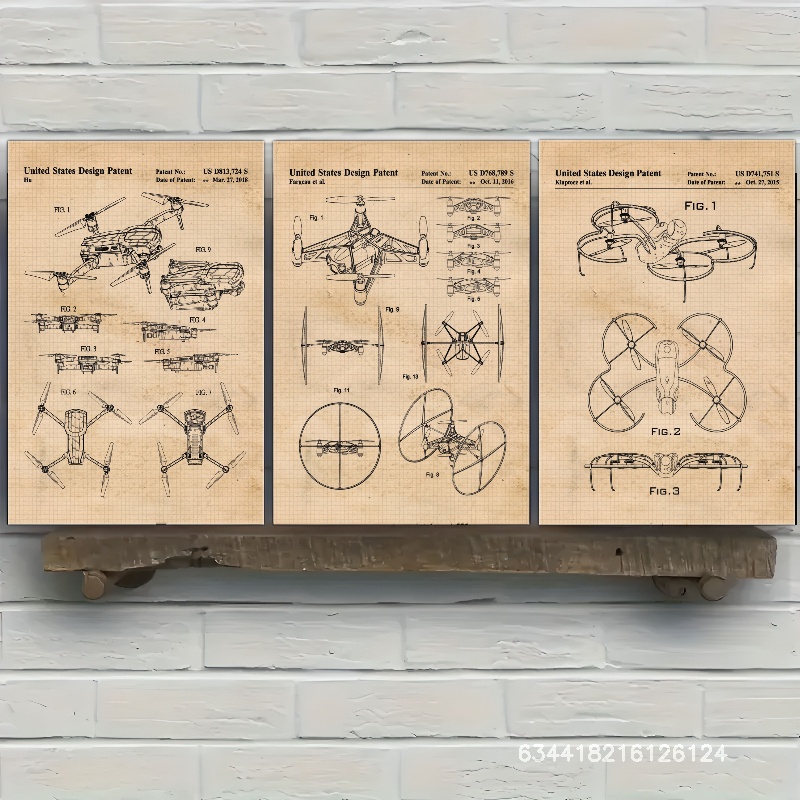 United States Design Patent
Hu
Patent No.: US D813,724 S
Date of Patent: ** Mar. 27, 2018
FIG. 1
FIG. 9
FIG. 2
FIG. 4
FIG. 3
FIG. 5
FIG. 6
FIG. 7
United States Design Patent
Fargeau et al.
Patent No.: US D768,789 S
Date of Patent: ** Oct. 11, 2016
Fig. 1
Fig. 2
Fig. 3
Fig. 4
Fig. 5
Fig. 9
Fig. 10
Fig. 11
Fig. 8
United States Design Patent
Klaptocz et al.
Patent No.: US D741,751 S
Date of Patent: ** Oct. 27, 2015
FIG. 1
FIG. 2
FIG. 3
634418216126124